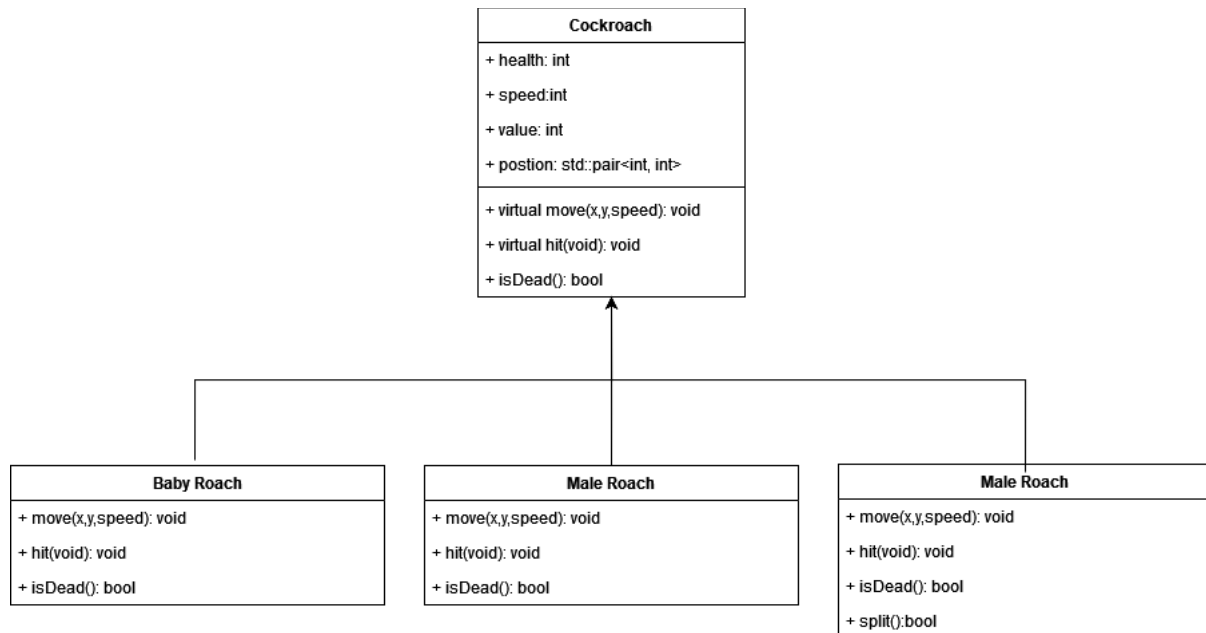 Cockroach
+ health: int
+ speed:int
+ value: int
+ postion: std::pair<int, int>
+ virtual move(x,y,speed): void
+ virtual hit(void): void
+ isDead(): bool
Baby Roach
+ move(x,y,speed): void
+ hit(void): void
+ isDead(): bool
Male Roach
+ move(x,y,speed): void
+ hit(void): void
+ isDead(): bool
Male Roach
+ move(x,y,speed): void
+ hit(void): void
+ isDead(): bool
+ split():bool